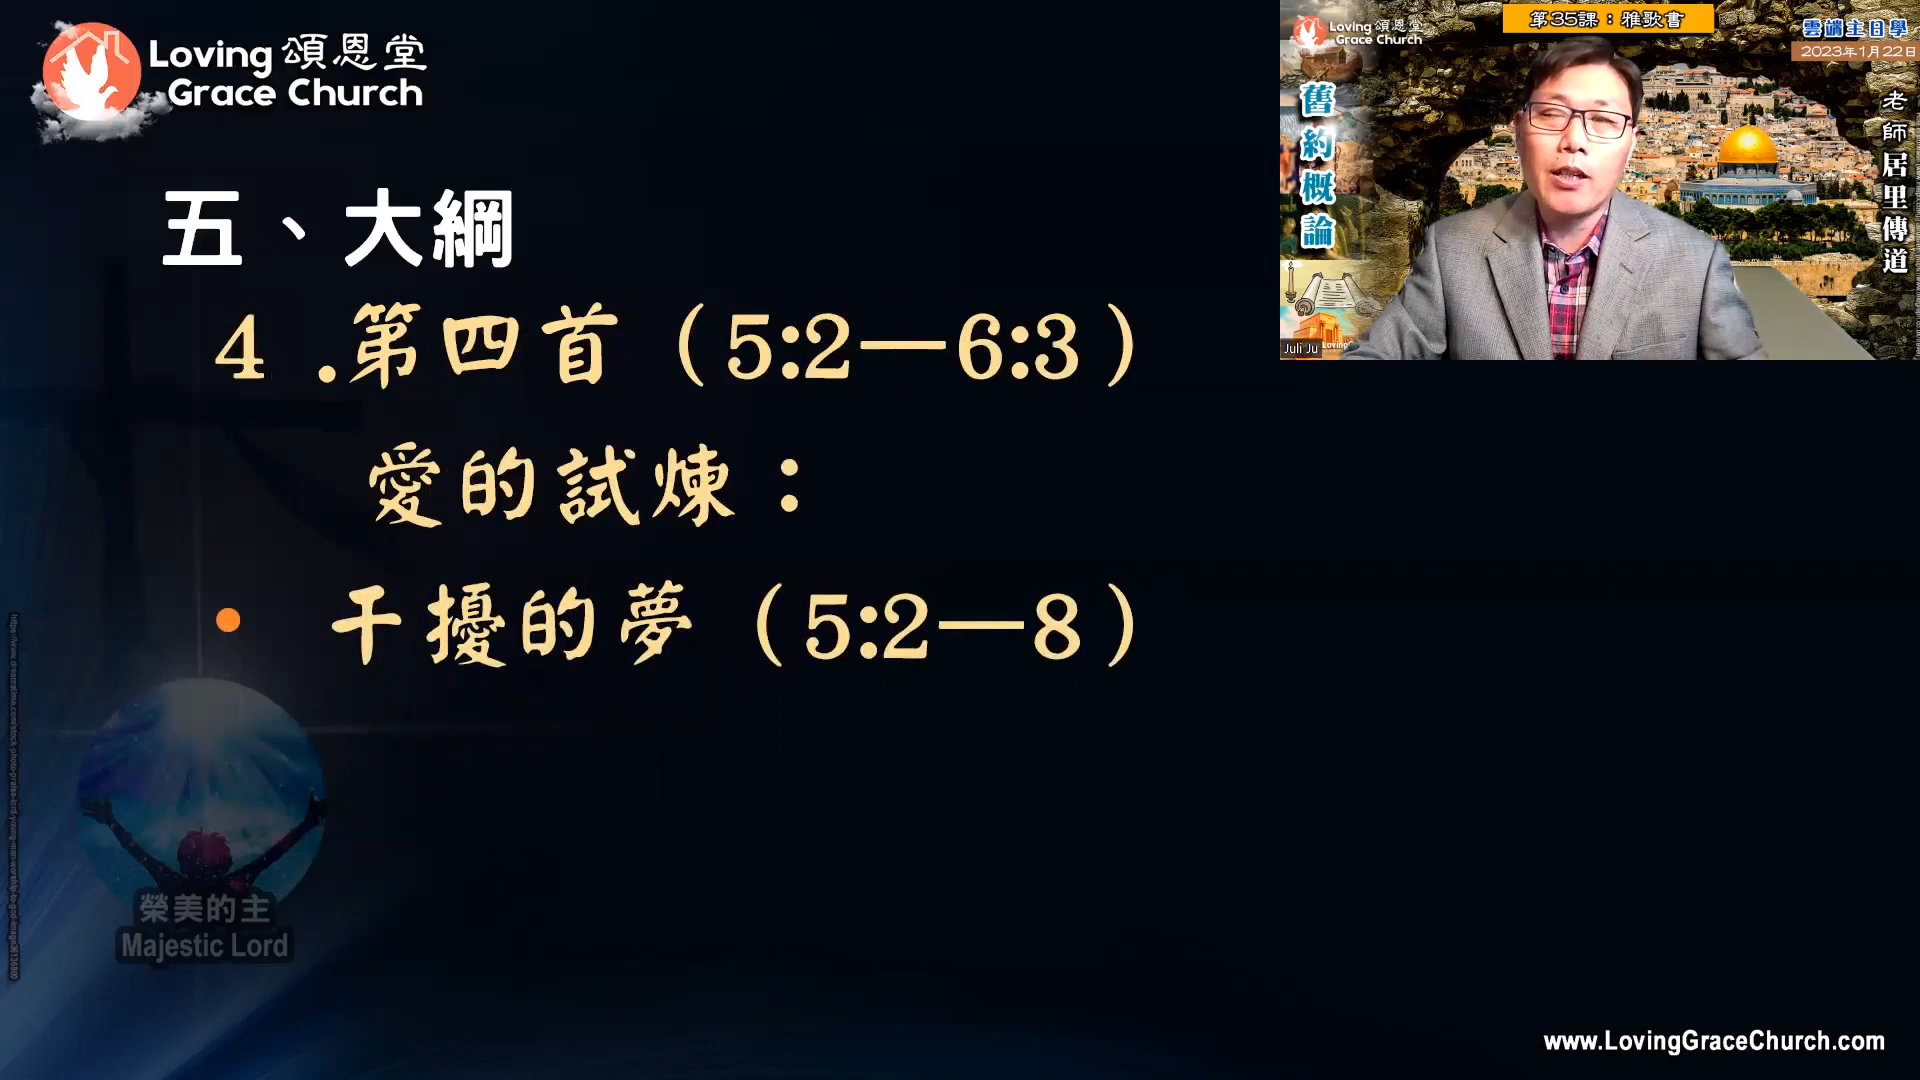 Loving 頌恩堂
Grace Church
五、大綱
4 .第四首（5:2—6:3）
愛的試煉：
• 干擾的夢（5:2—8）
榮美的主
Majestic Lord
Loving 頌恩堂
Grace Church
第35課：雅歌書
雲端主日學
2023年1月22日
舊約概論
老師居里傳道
Juli Ju
www.LovingGraceChurch.com